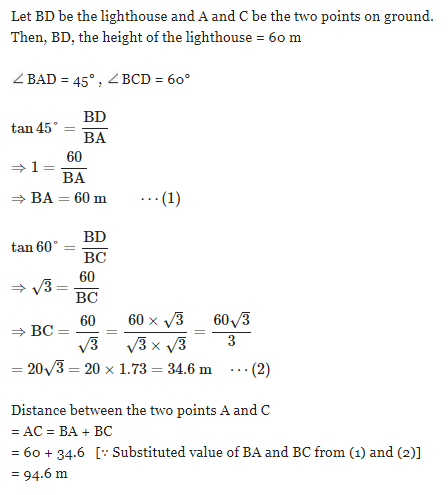 Let BD be the lighthouse and A and C be the two points on ground.
Then, BD, the height of the lighthouse = 60 m
∠BAD = 45° , ∠BCD = 60°
tan 45° = BD/BA
⇒ 1 = 60/BA
⇒ BA = 60 m ⋯(1)
tan 60° = BD/BC
⇒ √3 = 60/BC
⇒ BC = 60/√3 = (60 × √3)/(√3 × √3) = 60√3/3
= 20√3 = 20 × 1.73 = 34.6 m ⋯(2)
Distance between the two points A and C
= AC = BA + BC
= 60 + 34.6 [∵ Substituted value of BA and BC from (1) and (2)]
= 94.6 m